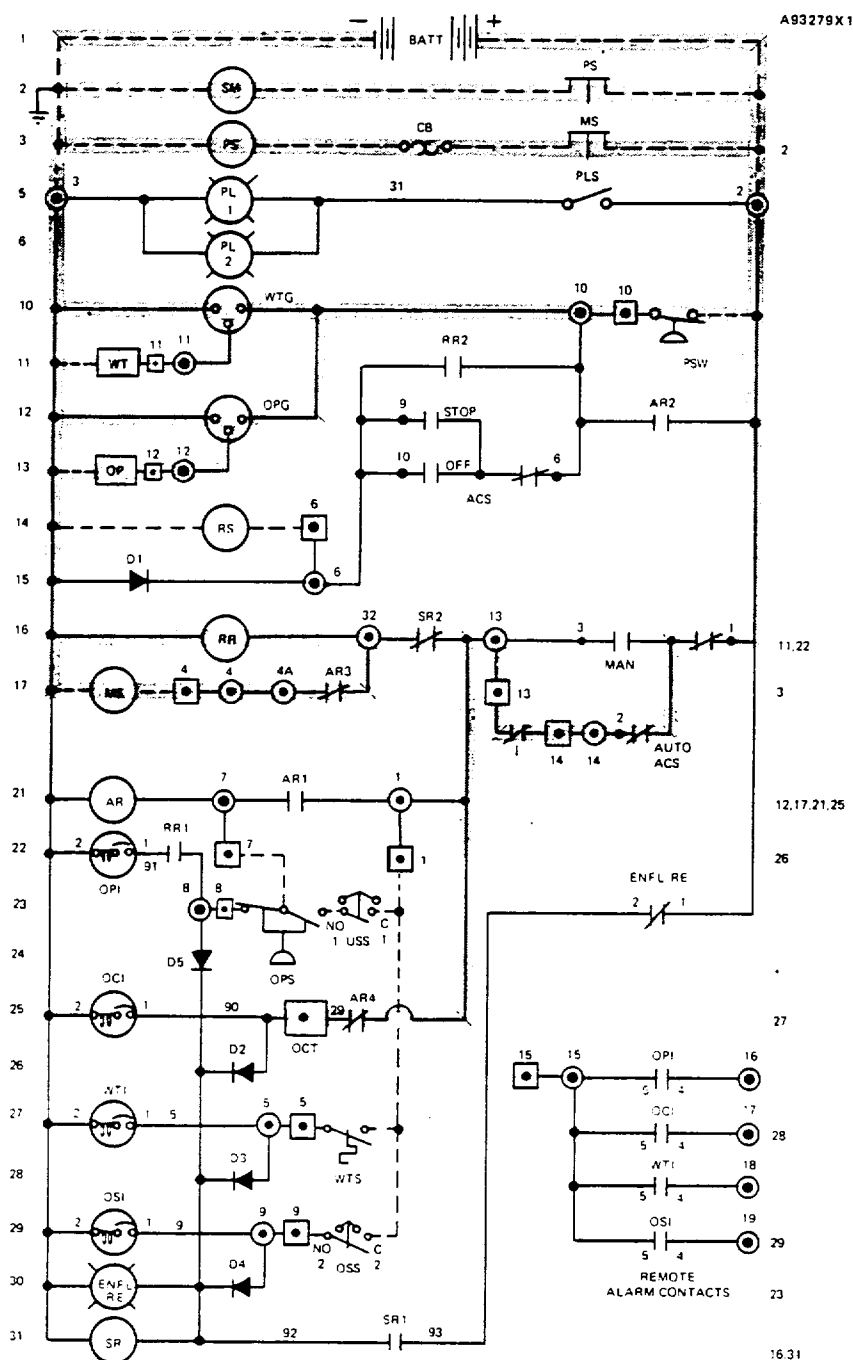 A93279X1
1 - BATT +
2 SM PS
3 PS CB MS 2
5 3 PL 1 31 PLS 2
6 PL 2
10 WTG 10 10 PSW
11 WT 11 11 RR2
12 OPG 9 STOP AR2
13 OP 12 12 10 OFF 6
ACS
14 RS 6
15 D1 6
16 RR 32 SR2 13 3 MAN 1 11,22
17 4 4 4A AR3 13 3
2 AUTO
14 14 ACS
21 AR 7 AR1 1 12,17,21,25
22 2 1 RR1 7 1 26
91
OPI
ENFL RE
23 8 8 NO C 2 1
1 USS 1
24 D5 OPS
25 OCI 2 1 90 29 AR4 27
OCT
26 D2 15 15 OPI 16
5 4
27 WTI 2 1 5 5 5 OCI 17 28
5 4
28 D3 WTS WTI 18
5 4
29 OSI 2 1 9 9 9 NO C OSI 19 29
2 OSS 2 5 4
30 ENFL RE D4 REMOTE
ALARM CONTACTS 23
31 SR 92 SR1 93 16,31